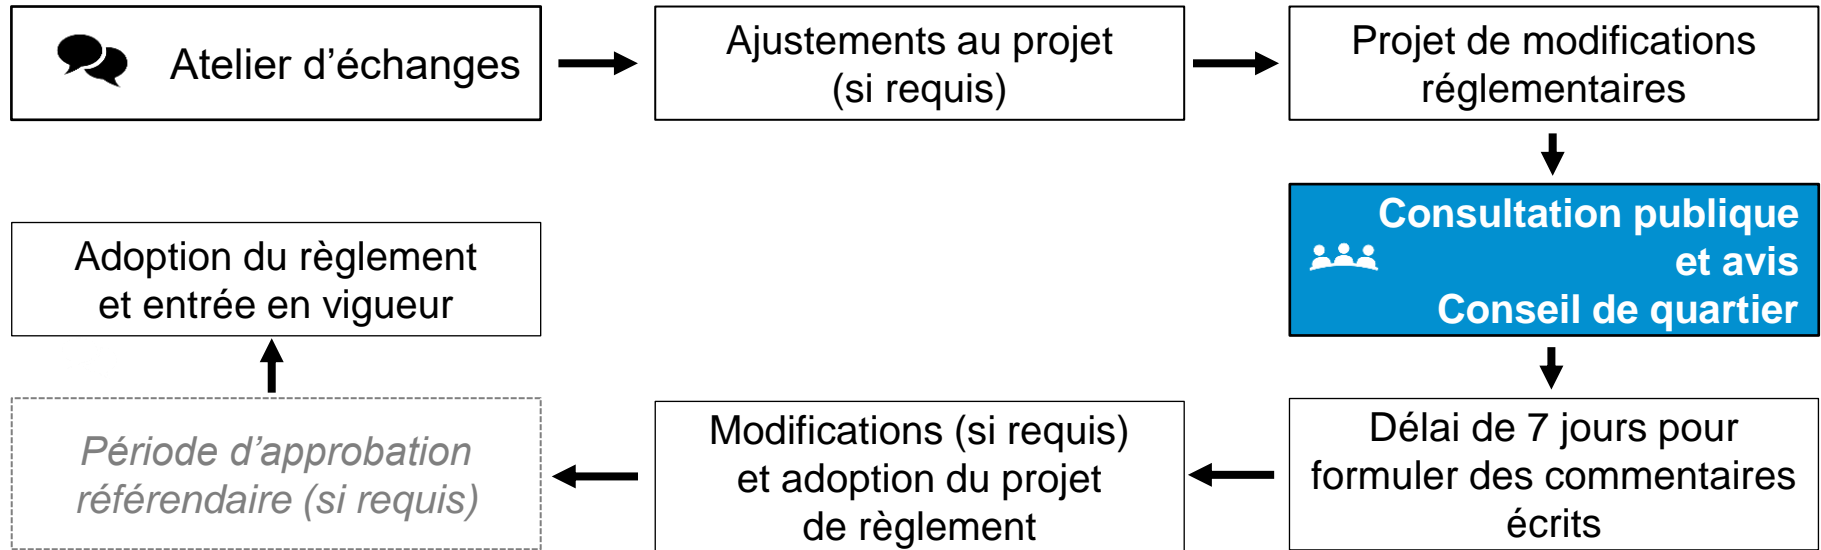 Atelier d'échanges
Ajustements au projet
(si requis)
Projet de modifications
réglementaires
Consultation publique
et avis
Conseil de quartier
Délai de 7 jours pour
formuler des commentaires
écrits
Modifications (si requis)
et adoption du projet
de règlement
Période d'approbation
référendaire (si requis)
Adoption du règlement
et entrée en vigueur